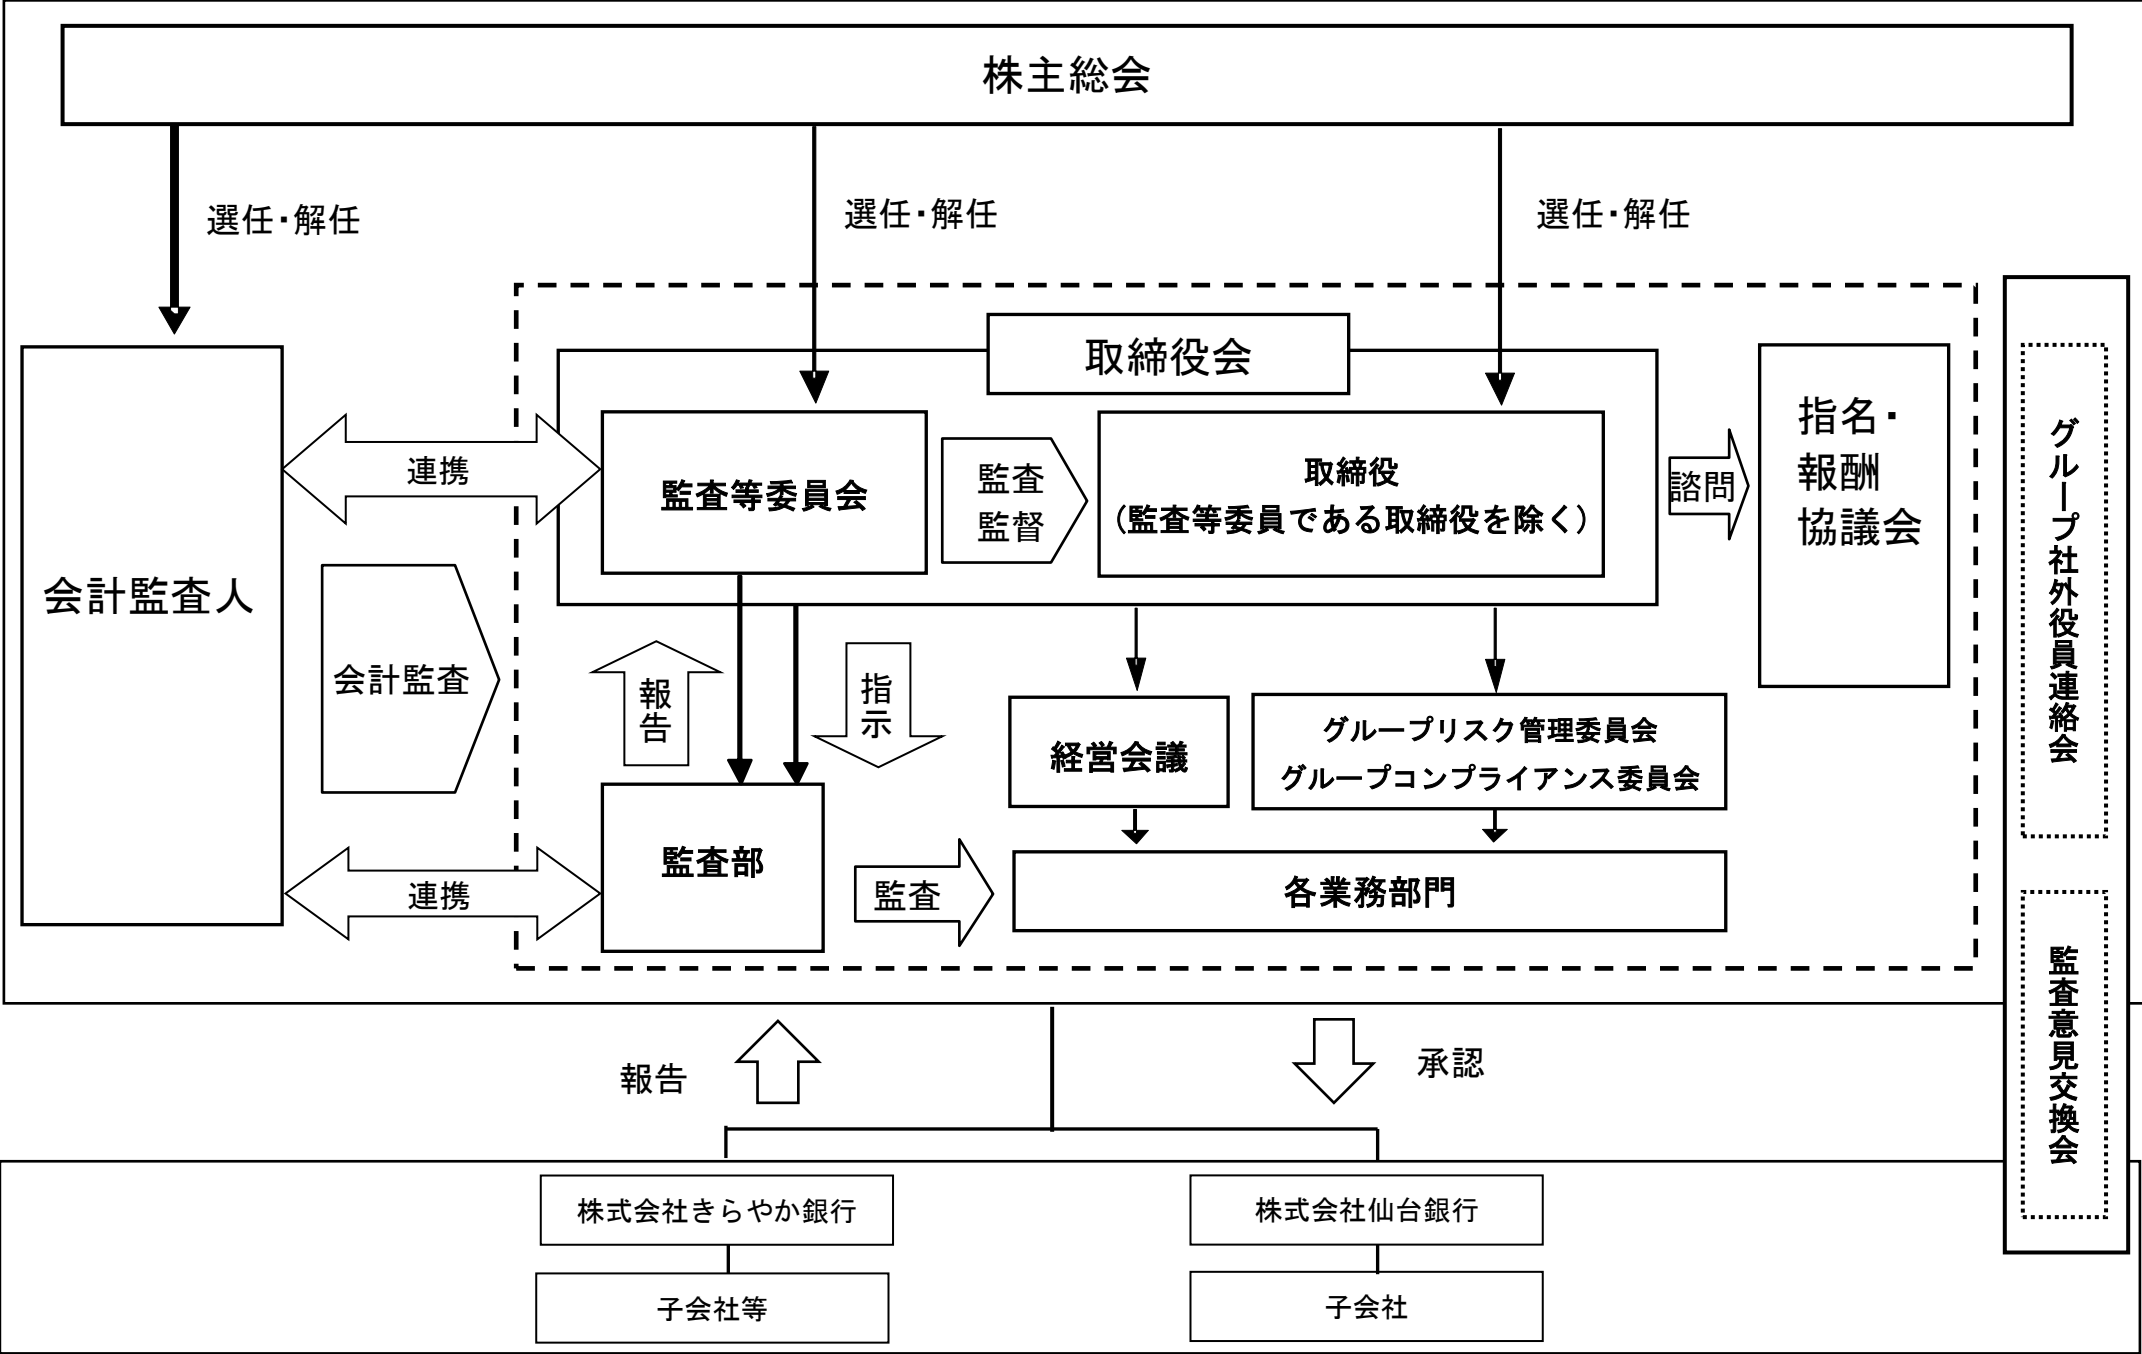 株主総会
選任・解任
選任・解任
選任・解任
取締役会
会計監査人
連携
監査等委員会
監査
監督
取締役
(監査等委員である取締役を除く)
諮問
指名・
報酬
協議会
会計監査
報告
指示
経営会議
グループリスク管理委員会
グループコンプライアンス委員会
連携
監査部
監査
各業務部門
グループ社外役員連絡会
監査意見交換会
報告
承認
株式会社きらやか銀行
株式会社仙台銀行
子会社等
子会社